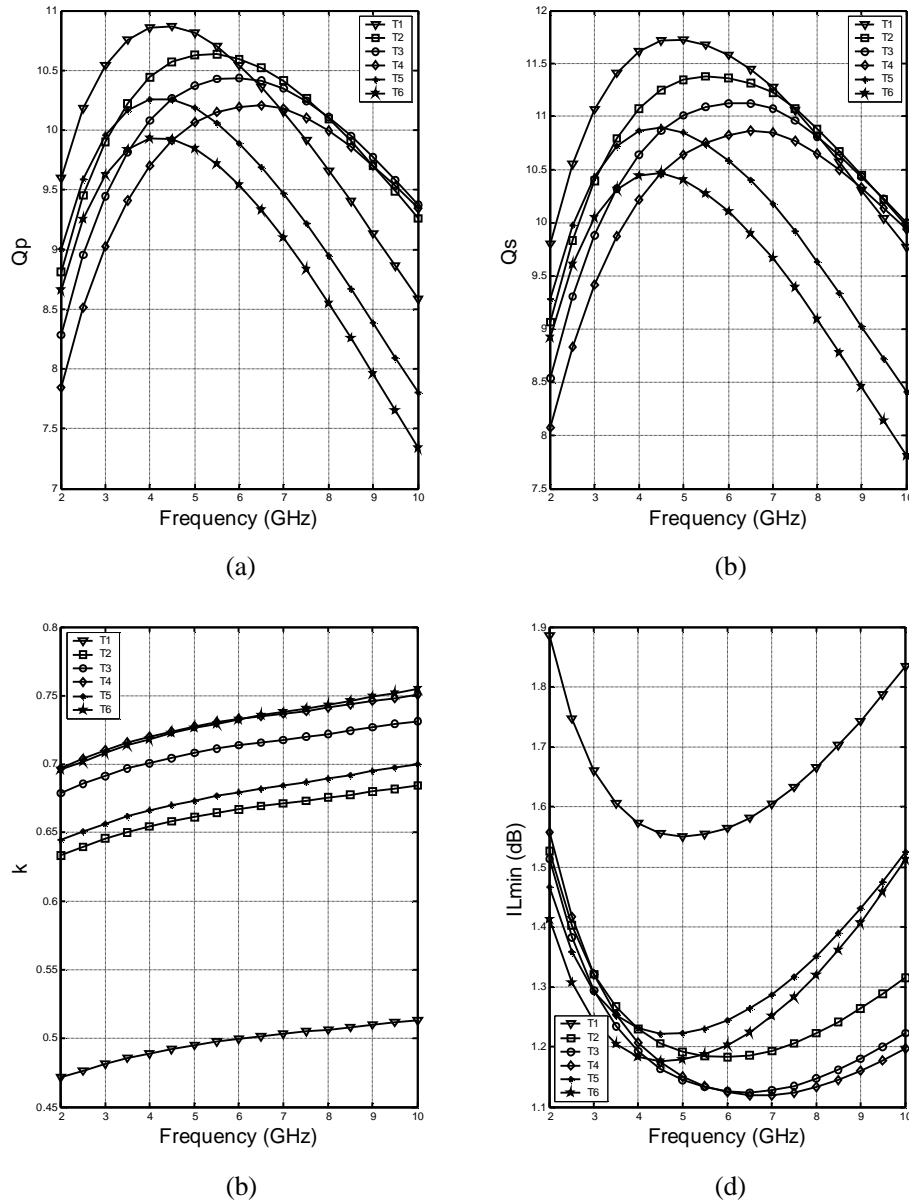 11
10.5
10
9.5
9
8.5
8
7.5
7
Qp
2 3 4 5 6 7 8 9 10
Frequency (GHz)
T1
T2
T3
T4
T5
T6
(a)
12
11.5
11
10.5
10
9.5
9
8.5
8
7.5
Qs
2 3 4 5 6 7 8 9 10
Frequency (GHz)
T1
T2
T3
T4
T5
T6
(b)
0.8
0.75
0.7
0.65
0.6
0.55
0.5
0.45
k
2 3 4 5 6 7 8 9 10
Frequency (GHz)
T1
T2
T3
T4
T5
T6
(b)
1.9
1.8
1.7
1.6
1.5
1.4
1.3
1.2
1.1
ILmin (dB)
2 3 4 5 6 7 8 9 10
Frequency (GHz)
T1
T2
T3
T4
T5
T6
(d)